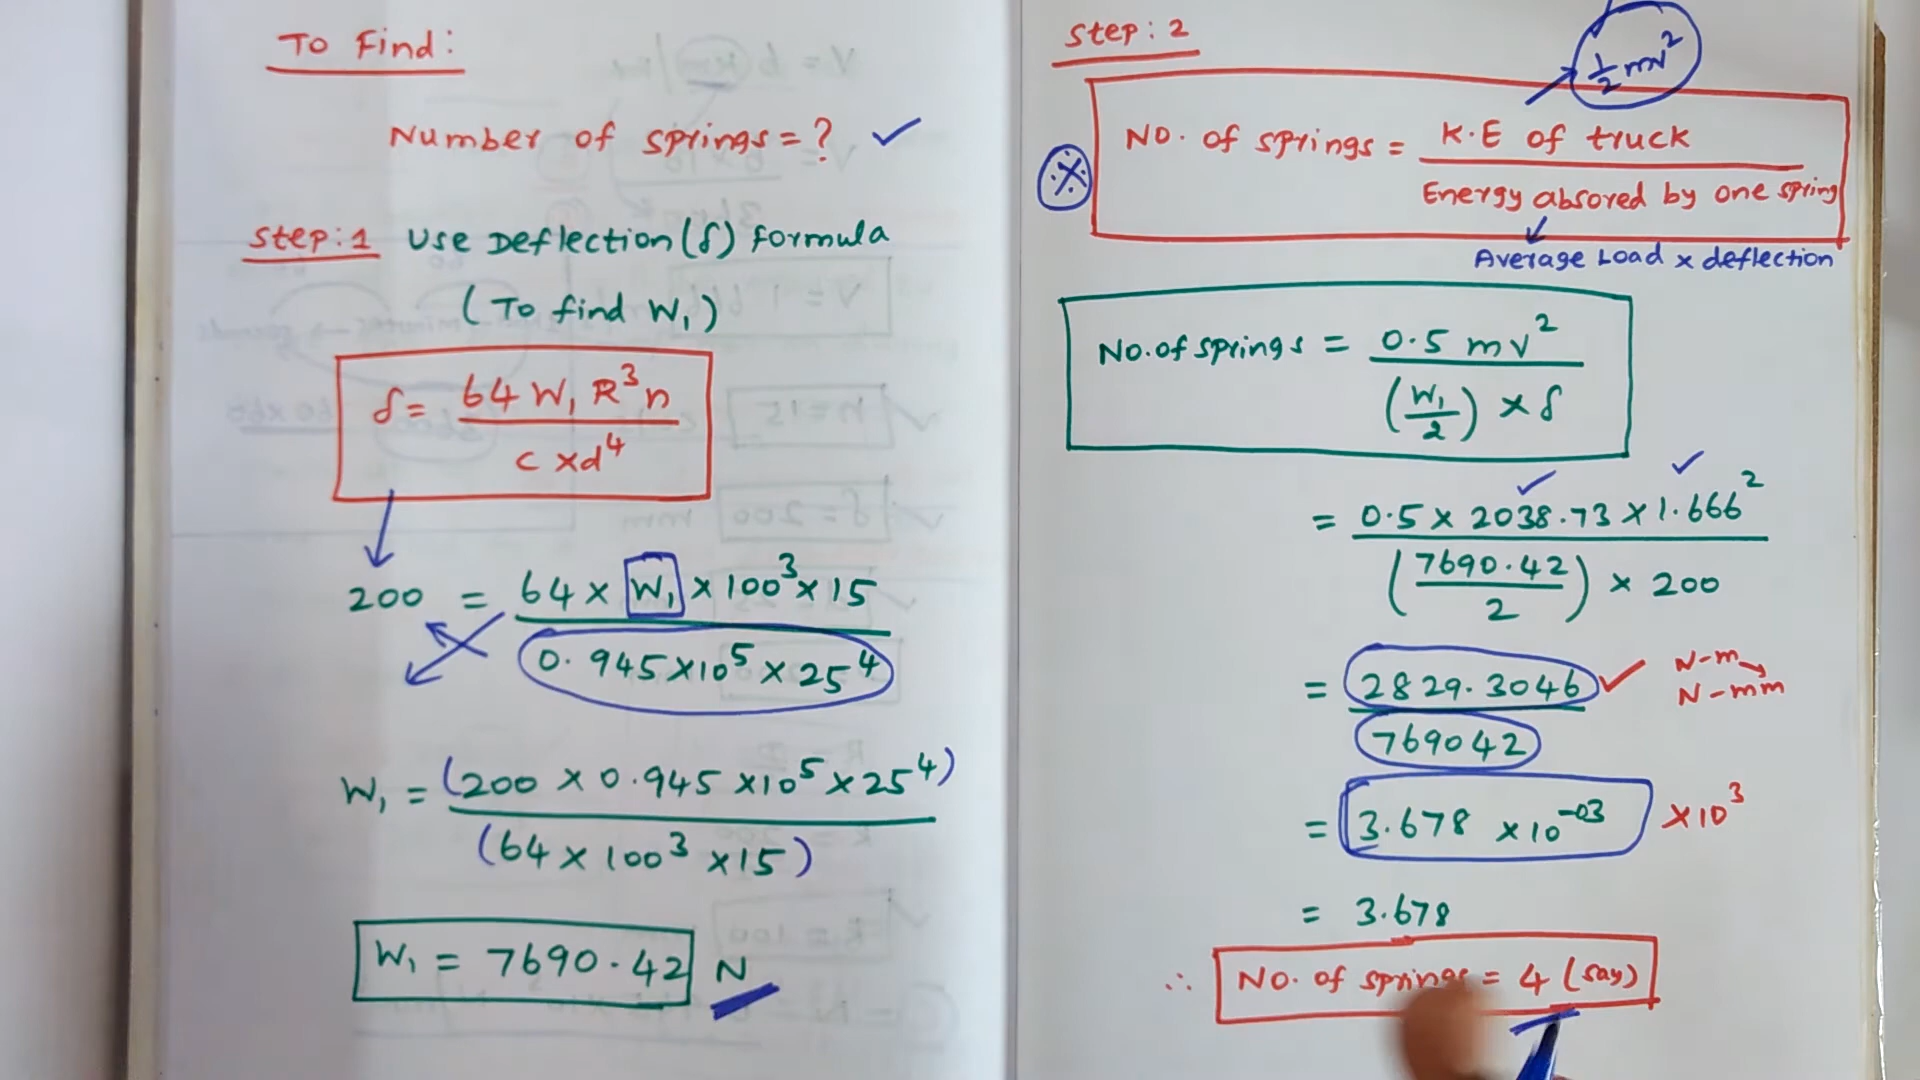 To Find:
Number of springs = ? ✓
Step: 1 Use Deflection (δ) formula
(To find W₁)
δ = 64 W₁ R³ n / C x d⁴
200 = 64 × W₁ × 100³ × 15 / 0.945 × 10⁵ × 25⁴
W₁ = (200 × 0.945 × 10⁵ × 25⁴) / (64 × 100³ × 15)
W₁ = 7690.42 N
Step: 2
½ mv²
No. of springs = K.E of truck / Energy absored by one spring
Average Load × deflection
No. of springs = 0.5 mv² / (W₁/2) × δ
= 0.5 × 2038.73 × 1.666² / (7690.42/2) × 200
= 2829.3046 / 769042 ✓ N-m → N-mm
= 3.678 × 10⁻⁰³ × 10³
= 3.678
∴ No. of springs = 4 (say)